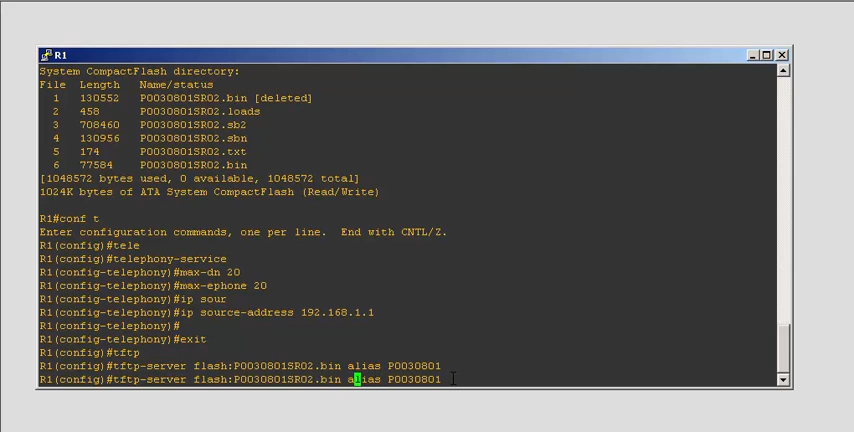 R1
System CompactFlash directory:
File Length Name/status
1 130552 P0030801SR02.bin [deleted]
2 458 P0030801SR02.loads
3 708460 P0030801SR02.sb2
4 130956 P0030801SR02.sbn
5 174 P0030801SR02.txt
6 77584 P0030801SR02.bin
[1048572 bytes used, 0 available, 1048572 total]
1024K bytes of ATA System CompactFlash (Read/Write)
R1#conf t
Enter configuration commands, one per line. End with CNTL/Z.
R1(config)#tele
R1(config)#telephony-service
R1(config-telephony)#max-dn 20
R1(config-telephony)#max-ephone 20
R1(config-telephony)#ip sour
R1(config-telephony)#ip source-address 192.168.1.1
R1(config-telephony)#
R1(config-telephony)#exit
R1(config)#tftp
R1(config)#tftp-server flash:P0030801SR02.bin alias P0030801
R1(config)#tftp-server flash:P0030801SR02.bin alias P0030801